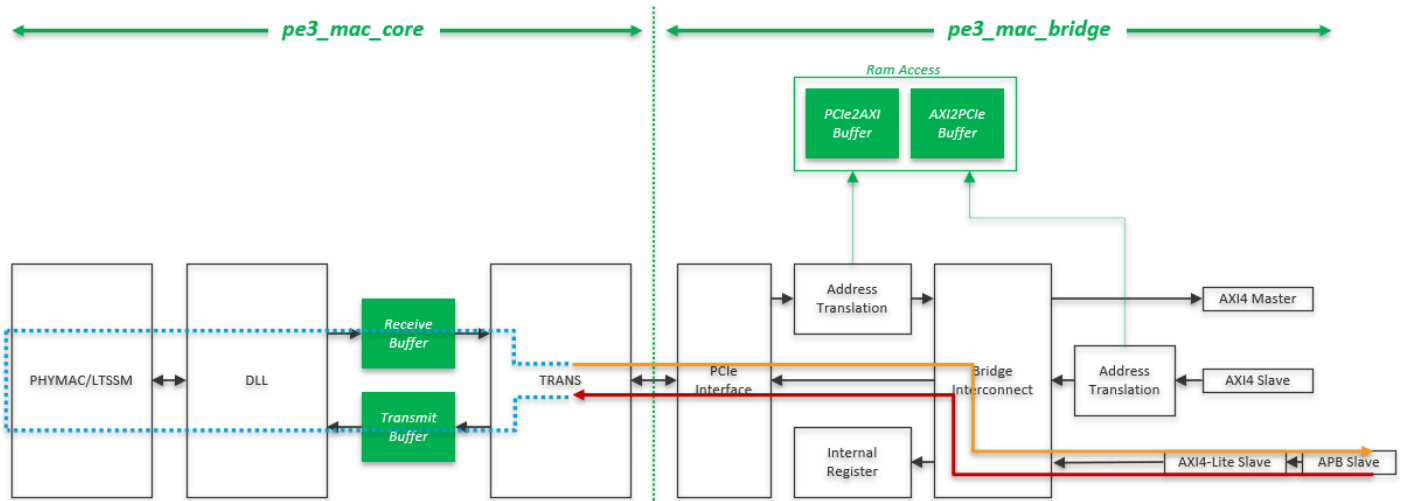 pe3_mac_core
pe3_mac_bridge
Ram Access
PCIe2AXI
Buffer
AXI2PCIe
Buffer
PHYMAC/LTSSM
DLL
Receive
Buffer
Transmit
Buffer
TRANS
PCIe
Interface
Address
Translation
Internal
Register
Bridge
Interconnect
Address
Translation
AXI4 Master
AXI4 Slave
AXI4-Lite Slave
APB Slave